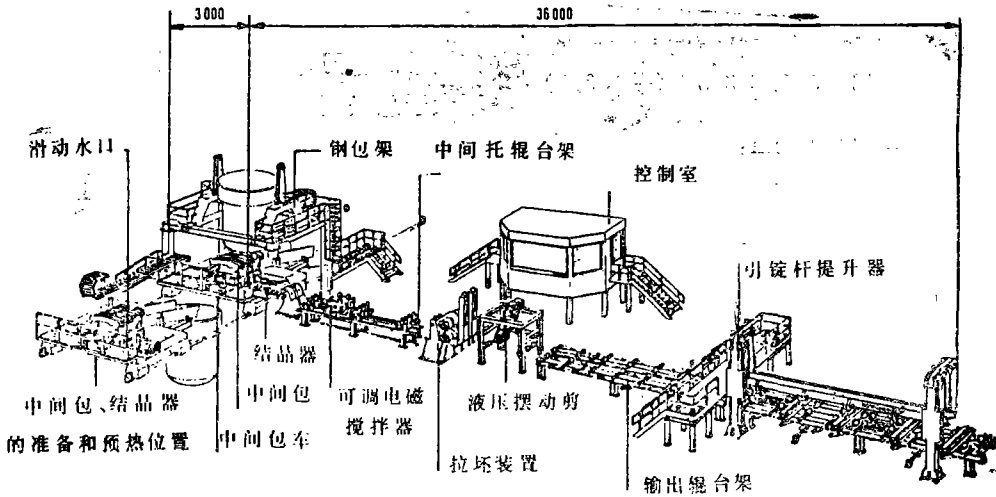 3000
36000
滑动水口
钢包架
中间托辊台架
控制室
引锭杆提升器
结晶器
中间包
可调电磁
搅拌器
液压摆动剪
中间包、结晶器
的准备和预热位置
中间包车
拉坯装置
输出辊台架